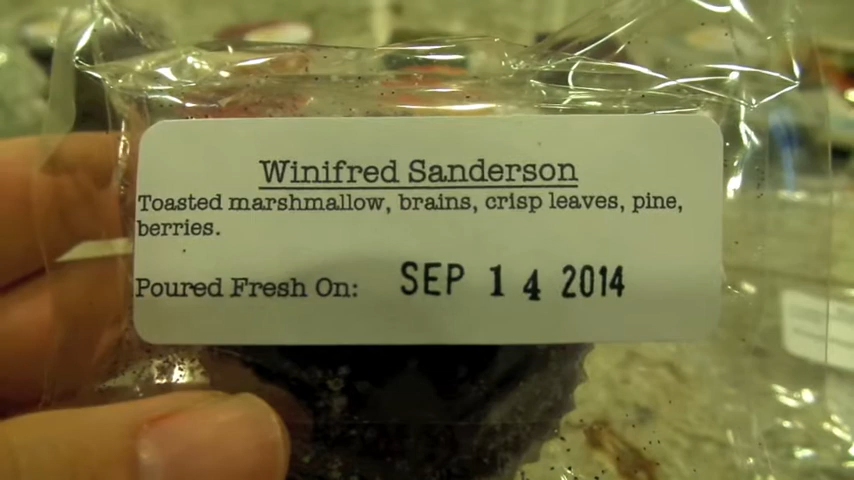 Winifred Sanderson
Toasted marshmallow, brains, crisp leaves, pine,
berries.
Poured Fresh On: SEP 14 2014